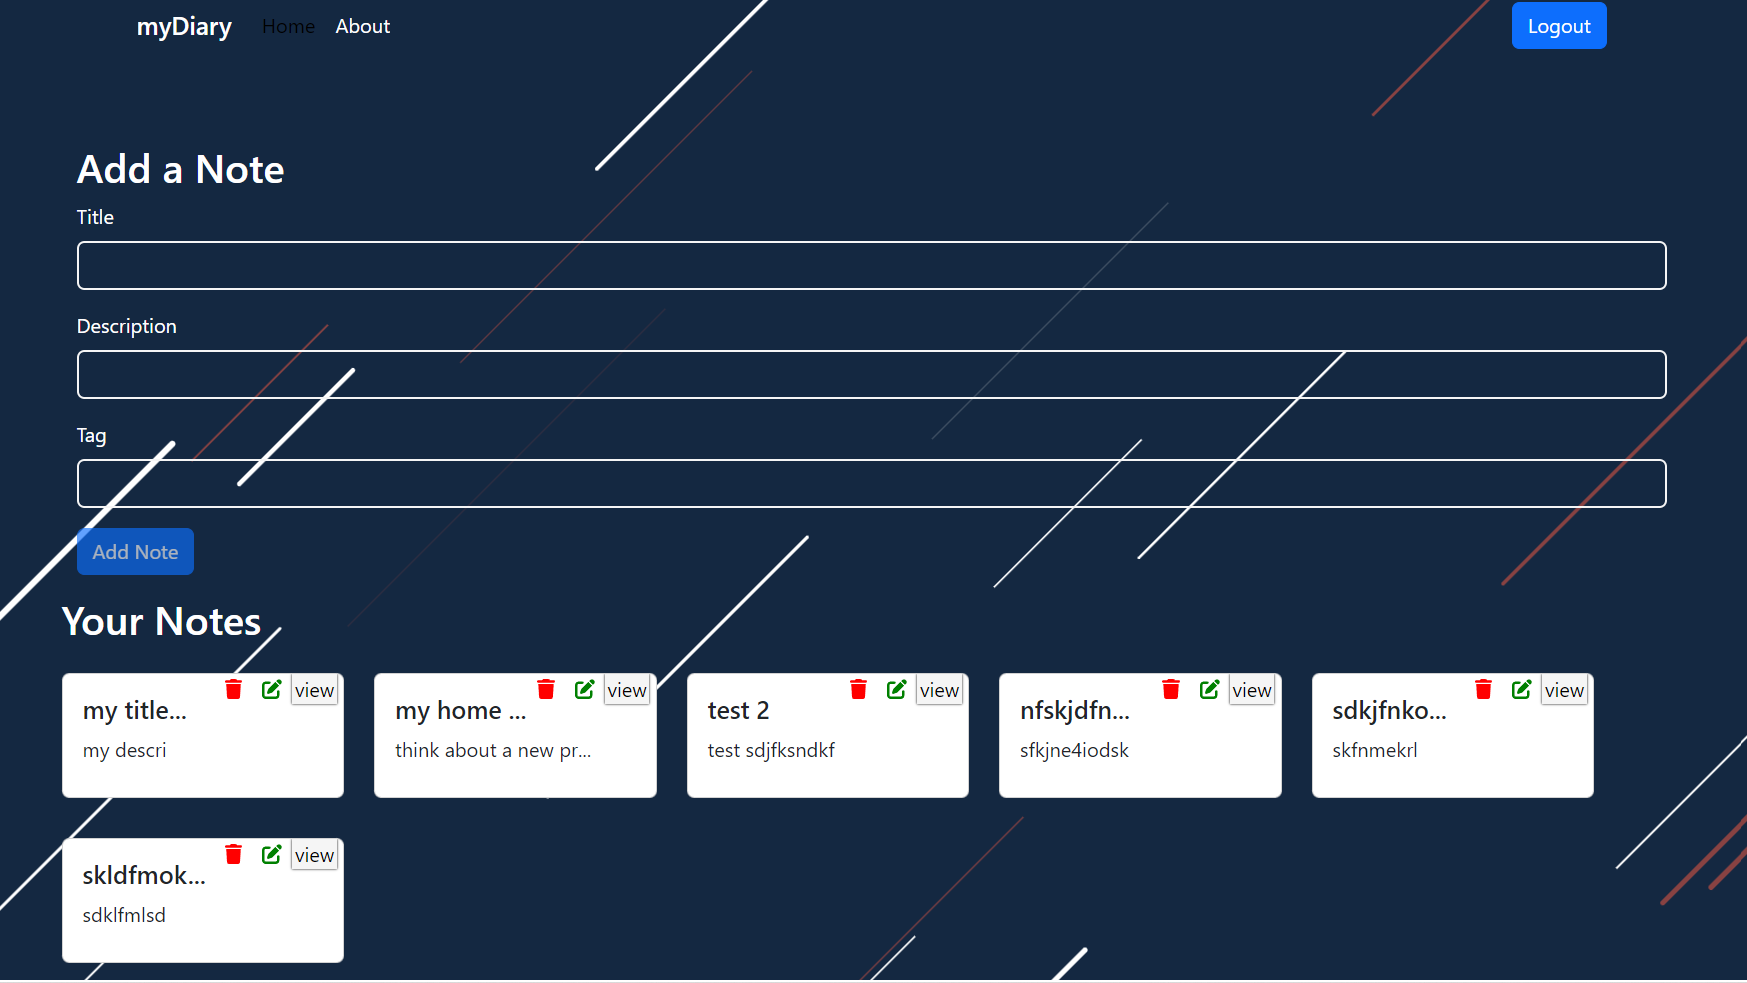 myDiary Home About Logout
Add a Note
Title
Description
Tag
Add Note
Your Notes
view view view view view
my title... my home ... test 2 nfskjdfn... sdkjfnko...
my descri think about a new pr... test sdjfksndkf sfkjne4iodsk skfnmekrl
view
skldfmok...
sdklfmlsd